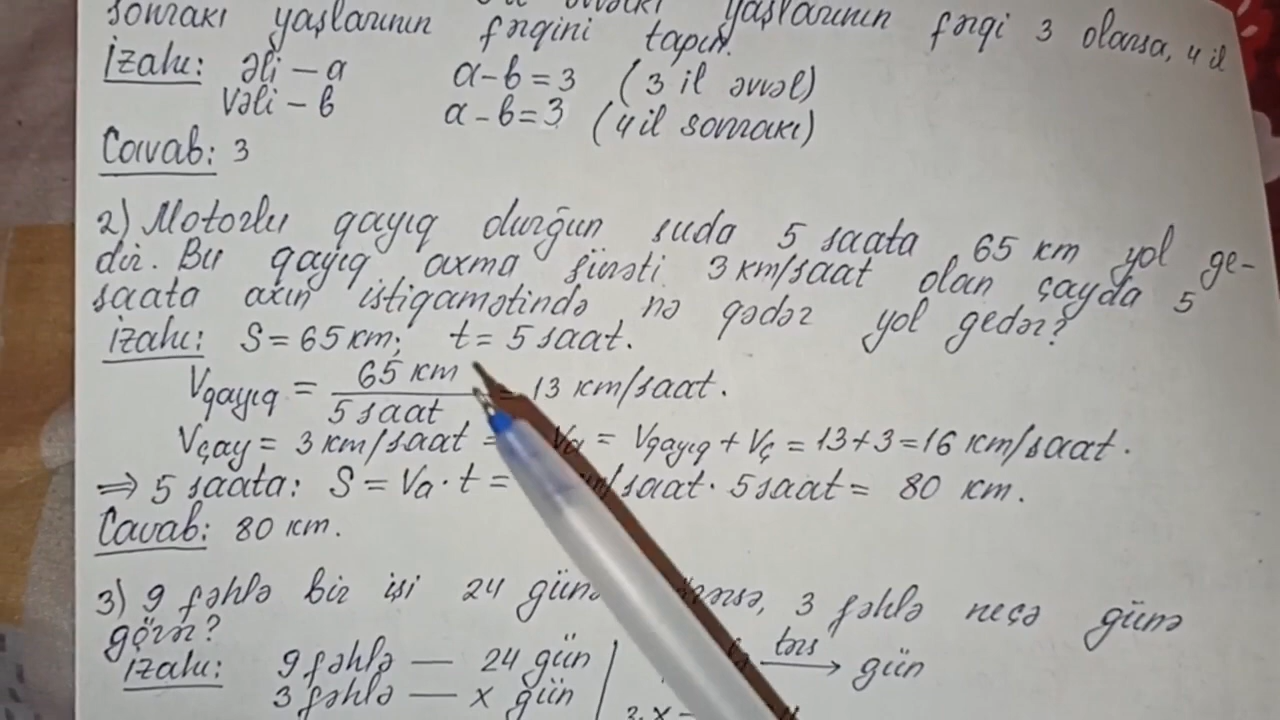 yaşlarının fərqi 3 olarsa, 4 il
sonrakı yaşlarının fərqini tapın.
İzahı: Əli – a a-b=3 (3 il əvvəl)
Vəli – b a-b=3 (4 il sonrakı)
Cavab: 3
2) Motorlu qayıq durğun suda 5 saata 65 km yol ge-
dir. Bu qayıq axma sürəti 3 km/saat olan çayda 5
saata axın istiqamətində nə qədər yol gedər?
İzahı: S = 65 km; t = 5 saat.
Vqayıq = 65 km / 5 saat = 13 km/saat.
Vçay = 3 km/saat = Va = Vqayıq + Vç = 13+3=16 km/saat.
⇒ 5 saata: S = Va · t = km/saat · 5 saat = 80 km.
Cavab: 80 km.
3) 9 fəhlə bir işi 24 günə 3 fəhlə neçə günə
görər?
İzahı: 9 fəhlə — 24 gün tərs → gün
3 fəhlə — x gün